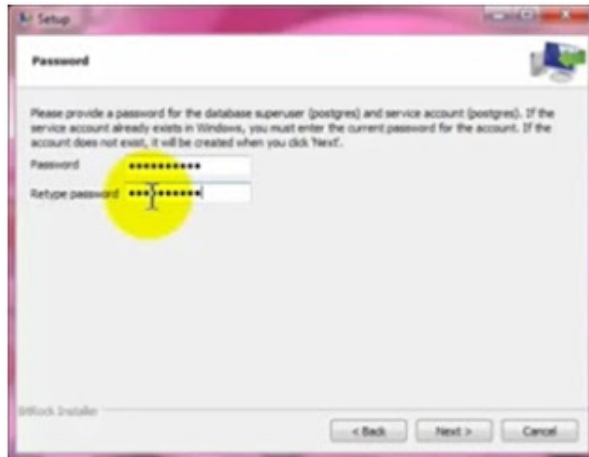 Setup
Password
Please provide a password for the database superuser (postgres) and service account (postgres). If the
service account already exists in Windows, you must enter the current password for the account. If the
account does not exist, it will be created when you click 'Next'.
Password
Retype password
BitRock Installer
< Back Next > Cancel